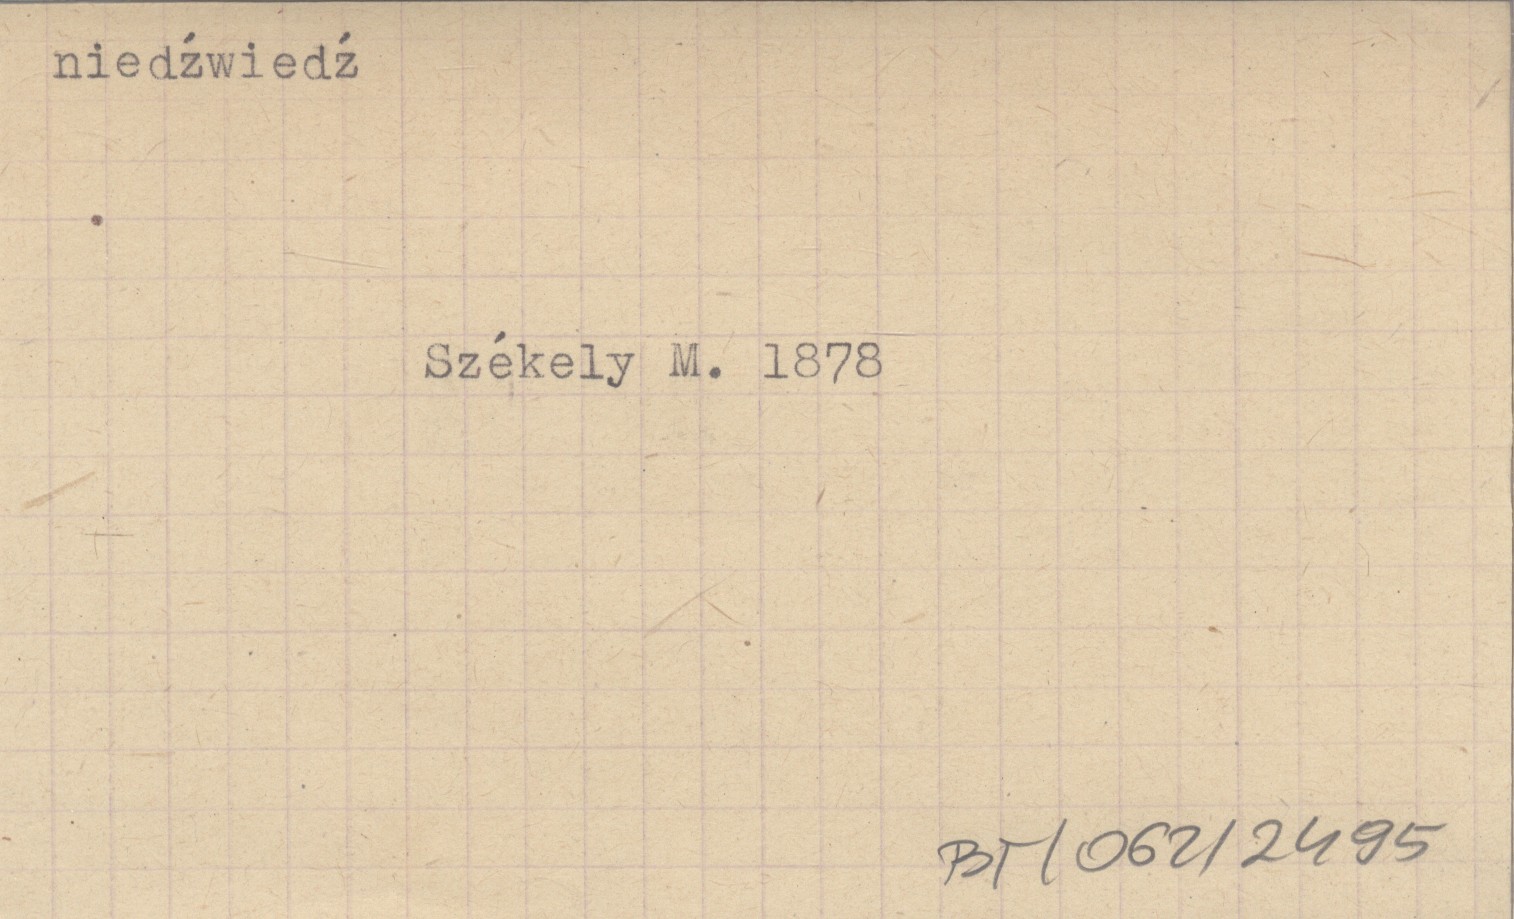 niedźwiedź
Székely M. 1878
BT/062/2495